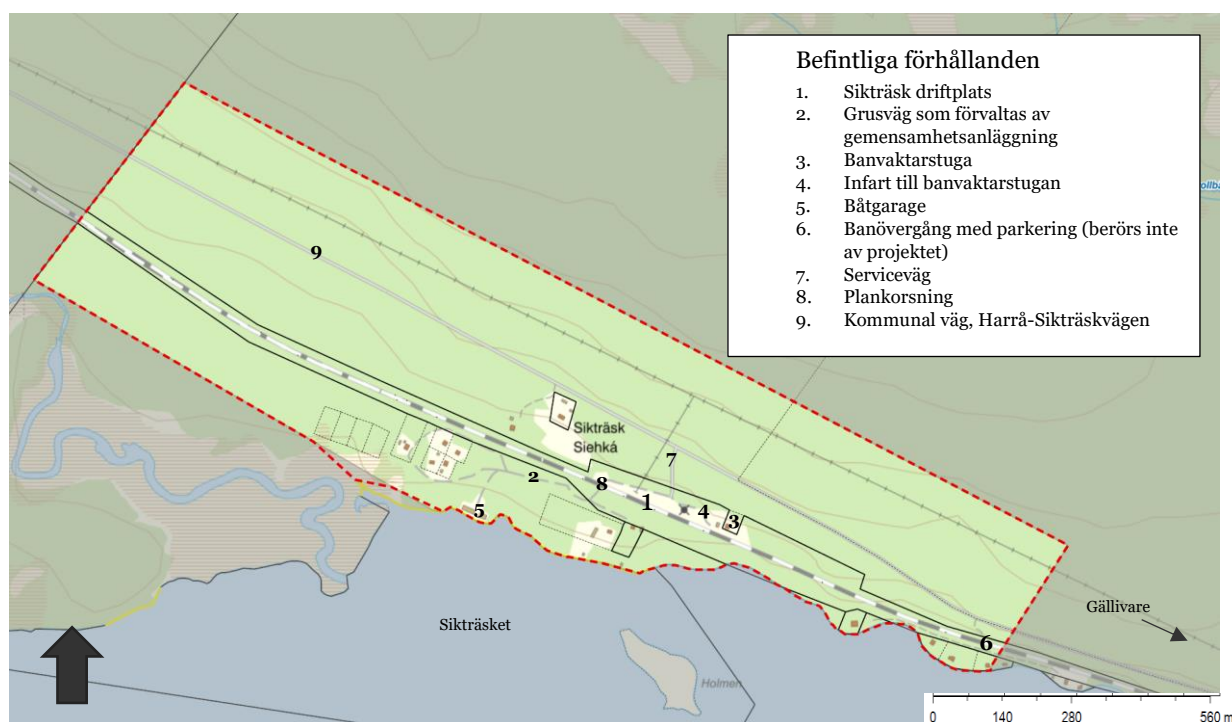 Befintliga förhållanden
1. Sikträsk driftplats
2. Grusväg som förvaltas av
gemensamhetsanläggning
3. Banvaktarstuga
4. Infart till banvaktarstugan
5. Båtgarage
6. Banövergång med parkering (berörs inte
av projektet)
7. Serviceväg
8. Plankorsning
9. Kommunal väg, Harrå-Sikträskvägen
9
Sikträsk
Siehká
7
2
8
1
4
3
5
6
Gällivare
Sikträsket
Holmen
0 140 280 560 m